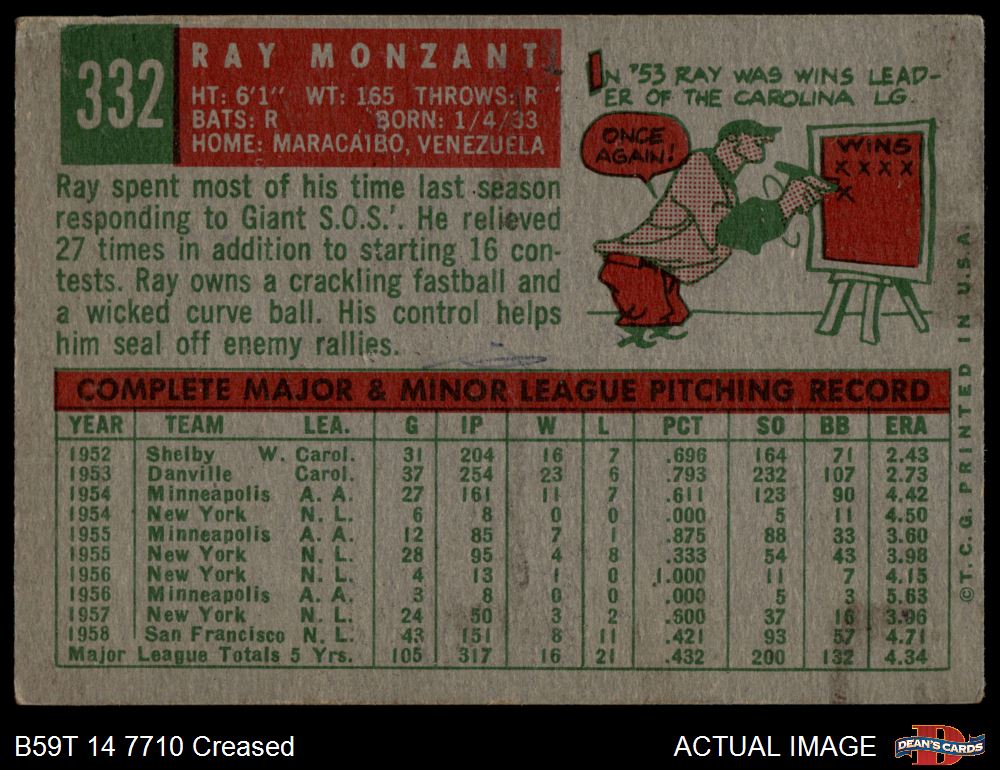 332
RAY MONZANT
HT: 6'1" WT: 165 THROWS: R
BATS: R BORN: 1/4/33
HOME: MARACAIBO, VENEZUELA
Ray spent most of his time last season
responding to Giant S.O.S.'. He relieved
27 times in addition to starting 16 con-
tests. Ray owns a crackling fastball and
a wicked curve ball. His control helps
him seal off enemy rallies.
IN '53 RAY WAS WINS LEAD-
ER OF THE CAROLINA LG.
ONCE
AGAIN!
WINS
X X X X
X
COMPLETE MAJOR & MINOR LEAGUE PITCHING RECORD
YEAR TEAM LEA. G IP W L PCT SO BB ERA
1952 Shelby W. Carol. 31 204 16 7 .696 164 71 2.43
1953 Danville Carol. 37 254 23 6 .793 232 107 2.73
1954 Minneapolis A. A. 27 161 11 7 .611 123 90 4.42
1954 New York N. L. 6 8 0 0 .000 5 11 4.50
1955 Minneapolis A. A. 12 85 7 1 .875 88 33 3.60
1955 New York N. L. 28 95 4 8 .333 54 43 3.98
1956 New York N. L. 4 13 1 0 1.000 11 7 4.15
1956 Minneapolis A. A. 3 8 0 0 .000 5 3 5.63
1957 New York N. L. 24 50 3 2 .600 37 16 3.96
1958 San Francisco N. L. 43 151 8 11 .421 93 57 4.71
Major League Totals 5 Yrs. 105 317 16 21 .432 200 132 4.34
©T.C.G. PRINTED IN U.S.A.
B59T 14 7710 Creased
ACTUAL IMAGE
D
DEAN'S CARDS